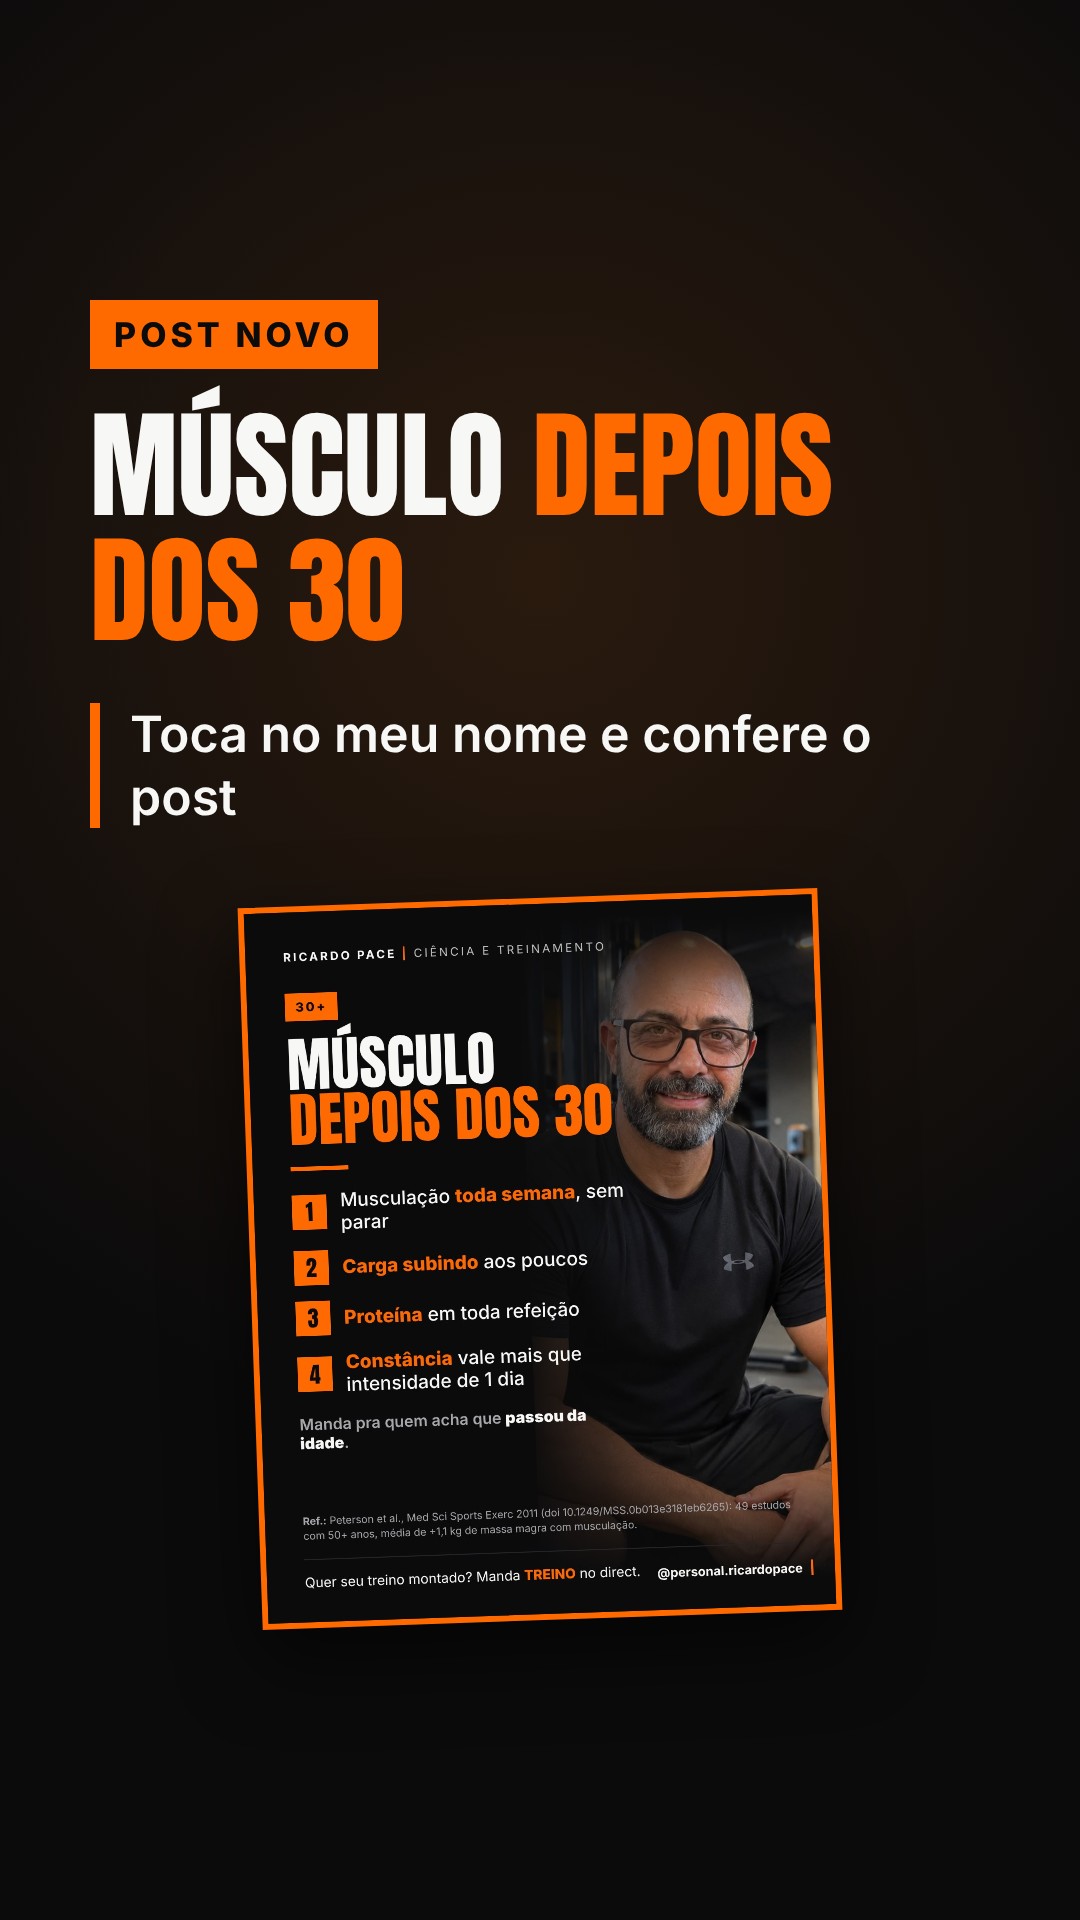 POST NOVO
MÚSCULO DEPOIS
DOS 30
Toca no meu nome e confere o
post
RICARDO PACE | CIÊNCIA E TREINAMENTO
30+
MÚSCULO
DEPOIS DOS 30
1 Musculação toda semana, sem
parar
2 Carga subindo aos poucos
3 Proteína em toda refeição
4 Constância vale mais que
intensidade de 1 dia
Manda pra quem acha que passou da
idade.
Ref.: Peterson et al., Med Sci Sports Exerc 2011 (doi 10.1249/MSS.0b013e3181eb6265): 49 estudos
com 50+ anos, média de +1,1 kg de massa magra com musculação.
Quer seu treino montado? Manda TREINO no direct. @personal.ricardopace |